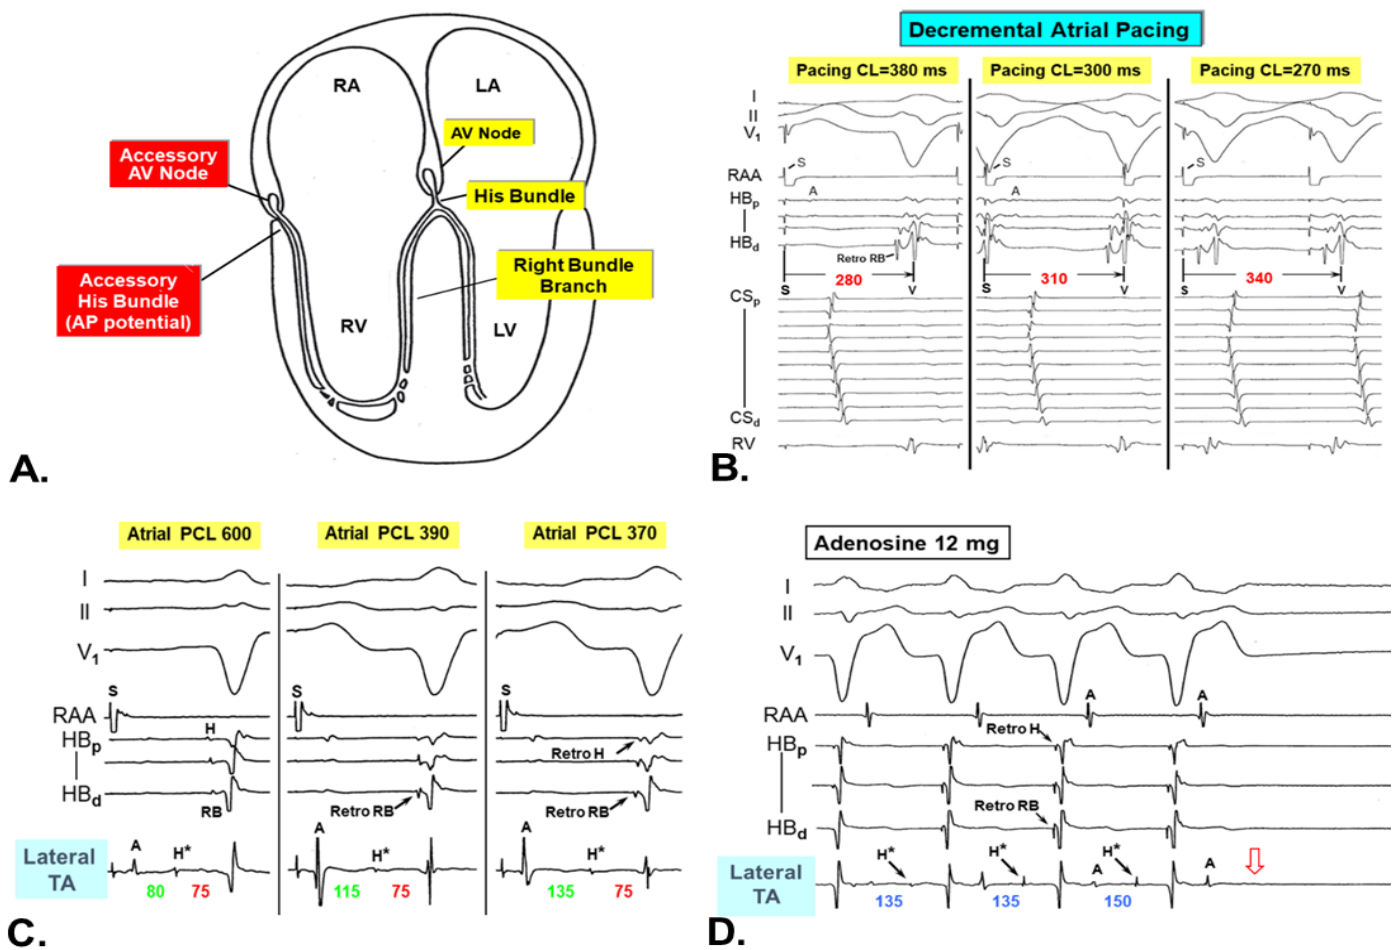 RA
LA
AV Node
Accessory
AV Node
His Bundle
Accessory
His Bundle
(AP potential)
Right Bundle
Branch
RV
LV
A.
Decremental Atrial Pacing
Pacing CL=380 ms
Pacing CL=300 ms
Pacing CL=270 ms
I
II
V1
RAA
S
S
S
HBp
A
A
HBd
Retro RB
280
310
340
S
V
S
V
S
V
CSp
CSd
RV
B.
Atrial PCL 600
Atrial PCL 390
Atrial PCL 370
I
II
V1
S
S
S
RAA
H
HBp
Retro H
HBd
RB
Retro RB
Retro RB
Lateral
TA
A
H*
A
H*
A
H*
80
75
115
75
135
75
C.
Adenosine 12 mg
I
II
V1
A
A
RAA
Retro H
HBp
Retro RB
HBd
Lateral
TA
H*
H*
H*
A
A
135
135
150
D.